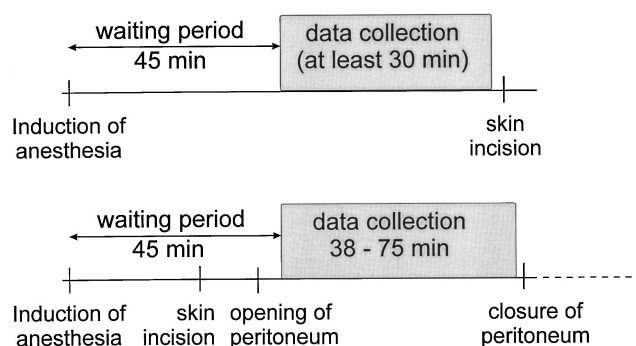 waiting period
45 min
data collection
(at least 30 min)
Induction of
anesthesia
skin
incision
waiting period
45 min
data collection
38 - 75 min
Induction of
anesthesia
skin
incision
opening of
peritoneum
closure of
peritoneum